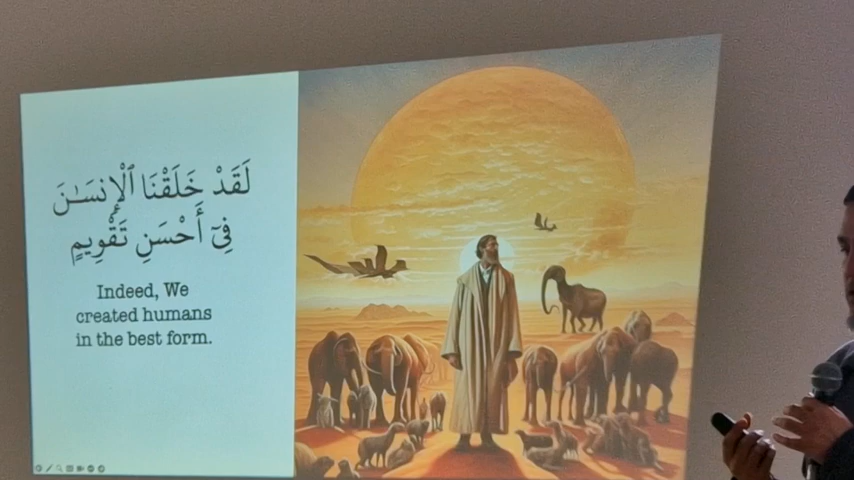 لَقَدْ خَلَقْنَا ٱلْإِنسَـٰنَ
فِىٓ أَحْسَنِ تَقْوِيمٍ
Indeed, We
created humans
in the best form.